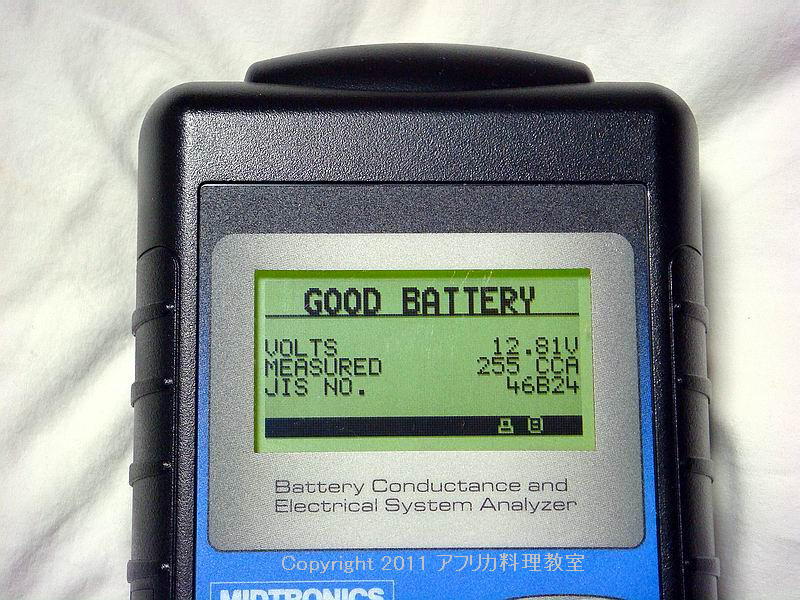 GOOD BATTERY
VOLTS 12.81V
MEASURED 255 CCA
JIS NO. 46B24
Battery Conductance and
Electrical System Analyzer
Copyright 2011 アフリカ料理教室
MIDTRONICS